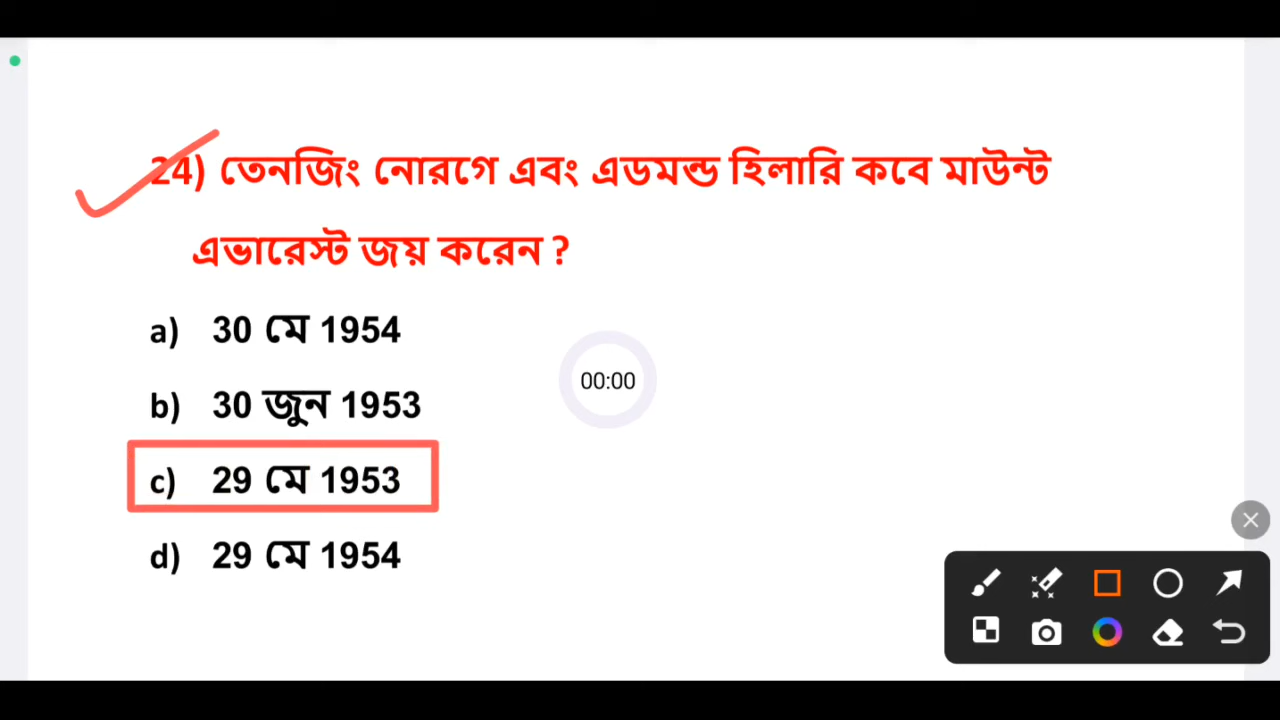 24) তেনজিং নোরগে এবং এডমন্ড হিলারি কবে মাউন্ট
এভারেস্ট জয় করেন ?
a) 30 মে 1954
00:00
b) 30 জুন 1953
c) 29 মে 1953
d) 29 মে 1954